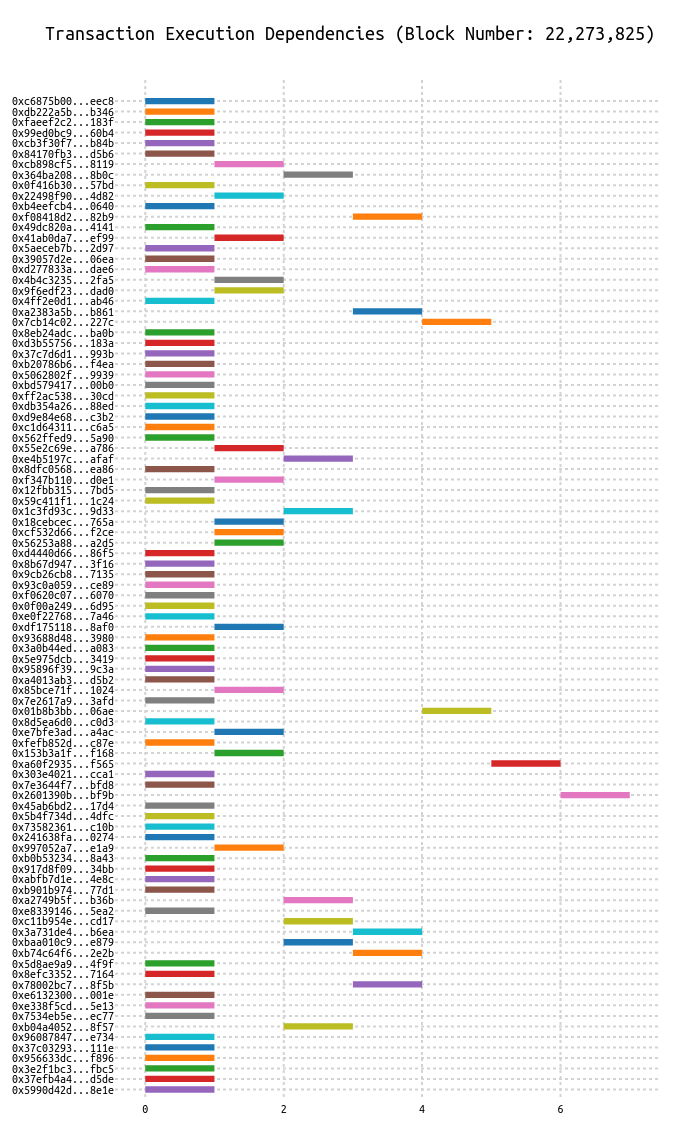 Transaction Execution Dependencies (Block Number: 22,273,825)
0xc6875b00...eec8
0xdb222a5b...b346
0xfaeef2c2...183f
0x99ed0bc9...60b4
0xcb3f30f7...b84b
0x84170fb3...d5b6
0xcb898cf5...8119
0x364ba208...8b0c
0x0f416b30...57bd
0x22498f90...4d82
0xb4eefcb4...0640
0xf08418d2...82b9
0x49dc820a...4141
0x41ab0da7...ef99
0x5aeceb7b...2d97
0x39057d2e...06ea
0xd277833a...dae6
0x4b4c3235...2fa5
0x9f6edf23...dad0
0x4ff2e0d1...ab46
0xa2383a5b...b861
0x7cb14c02...227c
0x8eb24adc...ba0b
0xd3b55756...183a
0x37c7d6d1...993b
0xb20786b6...f4ea
0x5062802f...9939
0xbd579417...00b0
0xff2ac538...30cd
0xdb354a26...88ed
0xd9e84e68...c3b2
0xc1d64311...c6a5
0x562ffed9...5a90
0x55e2c69e...a786
0xe4b5197c...afaf
0x8dfc0568...ea86
0xf347b110...d0e1
0x12fbb315...7bd5
0x59c411f1...1c24
0x1c3fd93c...9d33
0x18cebcec...765a
0xcf532d66...f2ce
0x56253a88...a2d5
0xd4440d66...86f5
0x8b67d947...3f16
0x9cb26cb8...7135
0x93c0a059...ce89
0xf0620c07...6070
0x0f00a249...6d95
0xe0f22768...7a46
0xdf175118...8af0
0x93688d48...3980
0x3a0b44ed...a083
0x5e975dcb...3419
0x95896f39...9c3a
0xa4013ab3...d5b2
0x85bce71f...1024
0x7e2617a9...3afd
0x01b8b3bb...06ae
0x8d5ea6d0...c0d3
0xe7bfe3ad...a4ac
0xfefb852d...c87e
0x153b3a1f...f168
0xa60f2935...f565
0x303e4021...cca1
0x7e3644f7...bfd8
0x2601390b...bf9b
0x45ab6bd2...17d4
0x5b4f734d...4dfc
0x73582361...c10b
0x241638fa...0274
0x997052a7...e1a9
0xb0b53234...8a43
0x917d8f09...34bb
0xabfb7d1e...4e8c
0xb901b974...77d1
0xa2749b5f...b36b
0xe8339146...5ea2
0xc11b954e...cd17
0x3a731de4...b6ea
0xbaa010c9...e879
0xb74c64f6...2e2b
0x5d8ae9a9...4f9f
0x8efc3352...7164
0x78002bc7...8f5b
0xe6132300...001e
0xe338f5cd...5e13
0x7534eb5e...ec77
0xb04a4052...8f57
0x96087847...e734
0x37c03293...111e
0x956633dc...f896
0x3e2f1bc3...fbc5
0x37efb4a4...d5de
0x5990d42d...8e1e
0 2 4 6